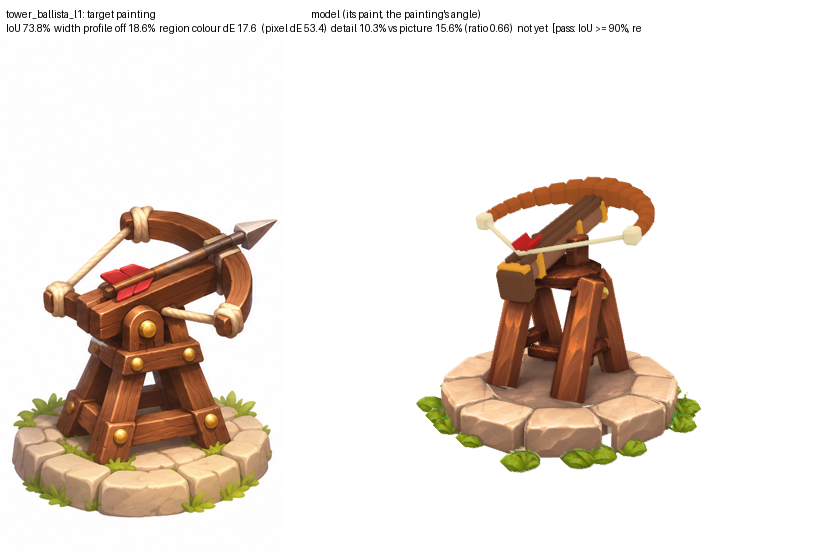 tower_ballista_l1: target painting
model (its paint, the painting's angle)
IoU 73.8% width profile off 18.6% region colour dE 17.6 (pixel dE 53.4) detail 10.3% vs picture 15.6% (ratio 0.66) not yet [pass: IoU >= 90%, re